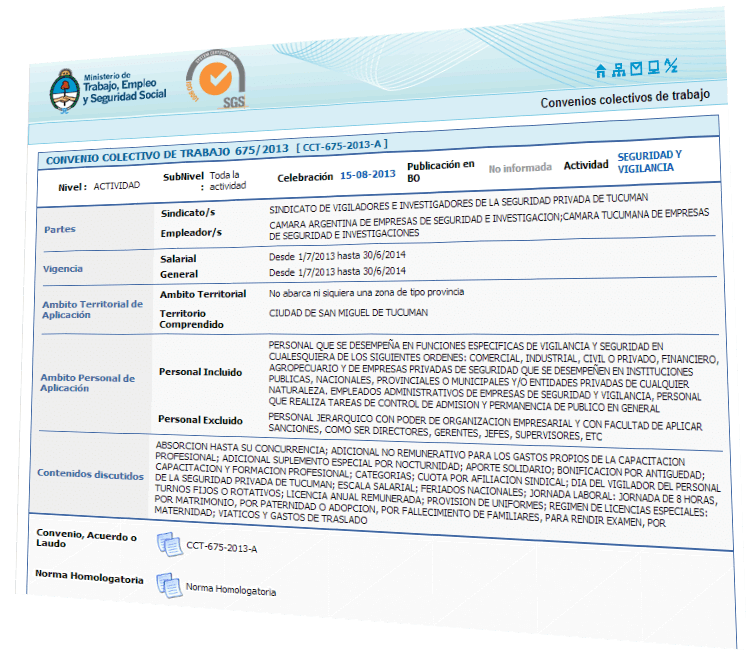 Ministerio de
Trabajo, Empleo
y Seguridad Social
SGS
Convenios colectivos de trabajo
CONVENIO COLECTIVO DE TRABAJO 675/2013 [ CCT-675-2013-A ]
Nivel : ACTIVIDAD SubNivel : Toda la actividad Celebración 15-08-2013 Publicación en BO No informada Actividad SEGURIDAD Y VIGILANCIA
Partes
Sindicato/s SINDICATO DE VIGILADORES E INVESTIGADORES DE LA SEGURIDAD PRIVADA DE TUCUMAN
Empleador/s CAMARA ARGENTINA DE EMPRESAS DE SEGURIDAD E INVESTIGACION;CAMARA TUCUMANA DE EMPRESAS
DE SEGURIDAD E INVESTIGACIONES
Vigencia
Salarial Desde 1/7/2013 hasta 30/6/2014
General Desde 1/7/2013 hasta 30/6/2014
Ambito Territorial de
Aplicación
Ambito Territorial No abarca ni siquiera una zona de tipo provincia
Territorio
Comprendido CIUDAD DE SAN MIGUEL DE TUCUMAN
Ambito Personal de
Aplicación
Personal Incluido
PERSONAL QUE SE DESEMPEÑA EN FUNCIONES ESPECIFICAS DE VIGILANCIA Y SEGURIDAD EN
CUALESQUIERA DE LOS SIGUIENTES ORDENES: COMERCIAL, INDUSTRIAL, CIVIL O PRIVADO, FINANCIERO,
AGROPECUARIO Y DE EMPRESAS PRIVADAS DE SEGURIDAD QUE SE DESEMPEÑEN EN INSTITUCIONES
PUBLICAS, NACIONALES, PROVINCIALES O MUNICIPALES Y/O ENTIDADES PRIVADAS DE CUALQUIER
NATURALEZA. EMPLEADOS ADMINISTRATIVOS DE EMPRESAS DE SEGURIDAD Y VIGILANCIA, PERSONAL
QUE REALIZA TAREAS DE CONTROL DE ADMISION Y PERMANENCIA DE PUBLICO EN GENERAL
Personal Excluido
PERSONAL JERARQUICO CON PODER DE ORGANIZACION EMPRESARIAL Y CON FACULTAD DE APLICAR
SANCIONES, COMO SER DIRECTORES, GERENTES, JEFES, SUPERVISORES, ETC
Contenidos discutidos
ABSORCION HASTA SU CONCURRENCIA; ADICIONAL NO REMUNERATIVO PARA LOS GASTOS PROPIOS DE LA CAPACITACION
PROFESIONAL; ADICIONAL SUPLEMENTO ESPECIAL POR NOCTURNIDAD; APORTE SOLIDARIO; BONIFICACION POR ANTIGUEDAD;
CAPACITACION Y FORMACION PROFESIONAL; CATEGORIAS; CUOTA POR AFILIACION SINDICAL; DIA DEL VIGILADOR DEL PERSONAL
DE LA SEGURIDAD PRIVADA DE TUCUMAN; ESCALA SALARIAL; FERIADOS NACIONALES; JORNADA LABORAL: JORNADA DE 8 HORAS,
TURNOS FIJOS O ROTATIVOS; LICENCIA ANUAL REMUNERADA; PROVISION DE UNIFORMES; REGIMEN DE LICENCIAS ESPECIALES:
POR MATRIMONIO, POR PATERNIDAD O ADOPCION, POR FALLECIMIENTO DE FAMILIARES, PARA RENDIR EXAMEN, POR
MATERNIDAD; VIATICOS Y GASTOS DE TRASLADO
Convenio, Acuerdo o
Laudo
CCT-675-2013-A
Norma Homologatoria
Norma Homologatoria